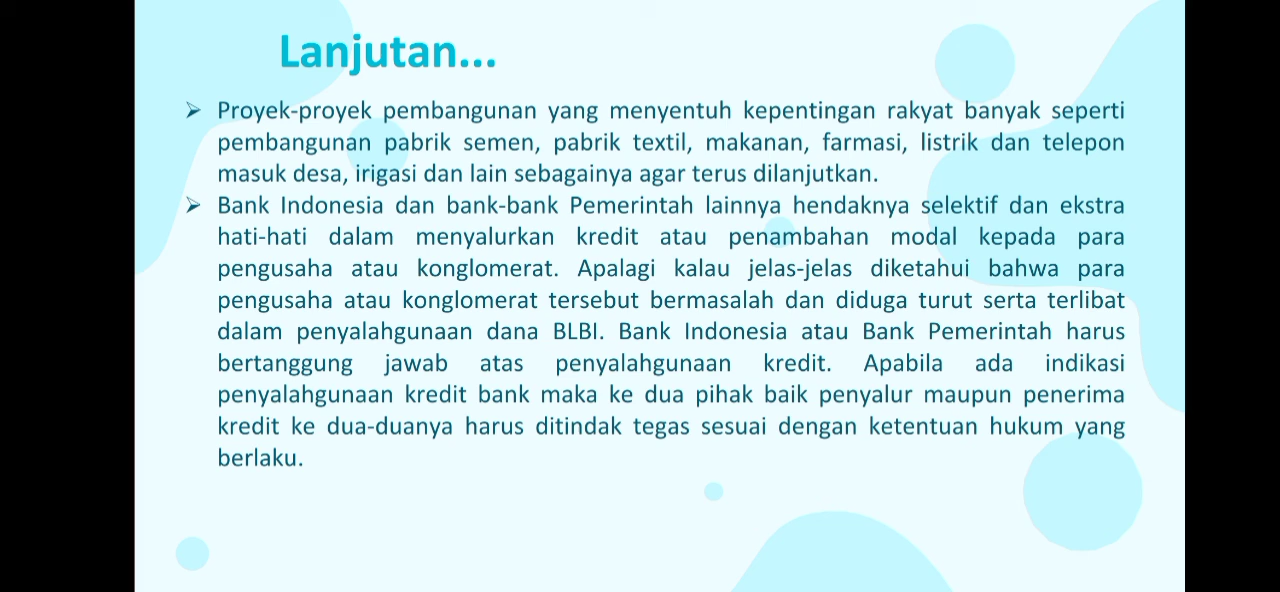 Lanjutan...
➢ Proyek-proyek pembangunan yang menyentuh kepentingan rakyat banyak seperti
pembangunan pabrik semen, pabrik textil, makanan, farmasi, listrik dan telepon
masuk desa, irigasi dan lain sebagainya agar terus dilanjutkan.
➢ Bank Indonesia dan bank-bank Pemerintah lainnya hendaknya selektif dan ekstra
hati-hati dalam menyalurkan kredit atau penambahan modal kepada para
pengusaha atau konglomerat. Apalagi kalau jelas-jelas diketahui bahwa para
pengusaha atau konglomerat tersebut bermasalah dan diduga turut serta terlibat
dalam penyalahgunaan dana BLBI. Bank Indonesia atau Bank Pemerintah harus
bertanggung jawab atas penyalahgunaan kredit. Apabila ada indikasi
penyalahgunaan kredit bank maka ke dua pihak baik penyalur maupun penerima
kredit ke dua-duanya harus ditindak tegas sesuai dengan ketentuan hukum yang
berlaku.